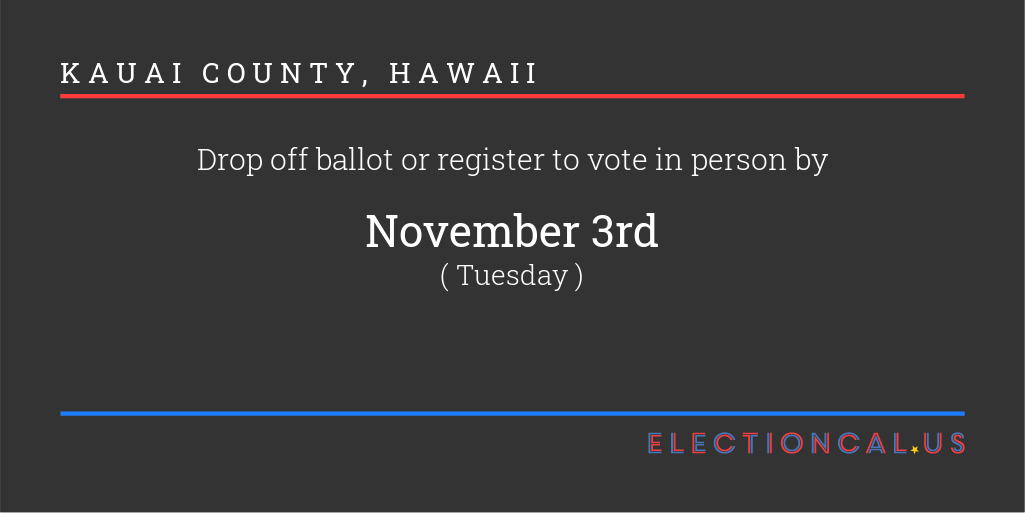 KAUAI COUNTY, HAWAII
Drop off ballot or register to vote in person by
November 3rd
( Tuesday )
ELECTIONCAL.US